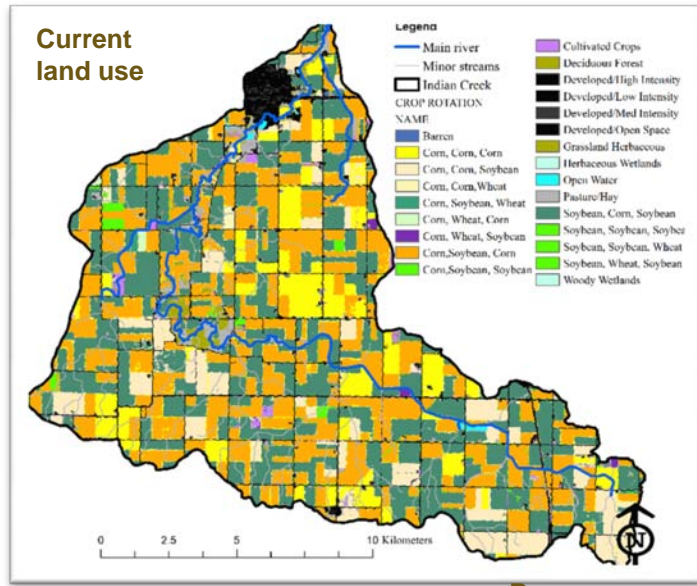 Current
land use
Legend
Main river
Minor streams
Indian Creek
CROP ROTATION
NAME
Barren
Corn, Corn, Corn
Corn, Corn, Soybean
Corn, Corn,Wheat
Corn, Soybean, Wheat
Corn, Wheat, Corn
Corn, Wheat, Soybean
Corn,Soybean, Corn
Corn,Soybean, Soybean
Cultivated Crops
Deciduous Forest
Developed/High Intensity
Developed/Low Intensity
Developed/Med Intensity
Developed/Open Space
Grassland Herbaceous
Herbaceous Wetlands
Open Water
Pasture/Hay
Soybean, Corn, Soybean
Soybean, Soybean, Soybea
Soybean, Soybean, Wheat
Soybean, Wheat, Soybean
Woody Wetlands
0 2.5 5 10 Kilometers
N